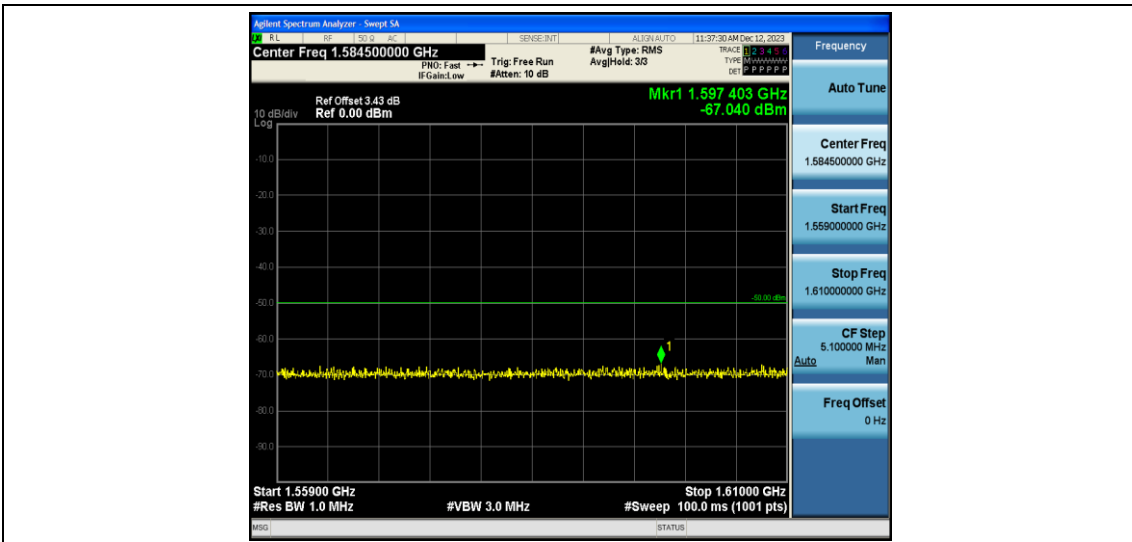 Agilent Spectrum Analyzer - Swept SA
RL RF 50 Ω AC SENSE:INT ALIGN AUTO 11:37:30 AM Dec 12, 2023
Center Freq 1.584500000 GHz
PNO: Fast
IFGain:Low
Trig: Free Run
#Atten: 10 dB
#Avg Type: RMS
Avg|Hold: 3/3
TRACE 1 2 3 4 5 6
TYPE M
DET P P P P P P
Ref Offset 3.43 dB
Ref 0.00 dBm
10 dB/div
Log
Mkr1 1.597 403 GHz
-67.040 dBm
-10.0
-20.0
-30.0
-40.0
-50.0
-50.00 dBm
-60.0
1
-70.0
-80.0
-90.0
Start 1.55900 GHz
#Res BW 1.0 MHz
#VBW 3.0 MHz
Stop 1.61000 GHz
#Sweep 100.0 ms (1001 pts)
MSG
STATUS
Frequency
Auto Tune
Center Freq
1.584500000 GHz
Start Freq
1.559000000 GHz
Stop Freq
1.610000000 GHz
CF Step
5.100000 MHz
Auto Man
Freq Offset
0 Hz